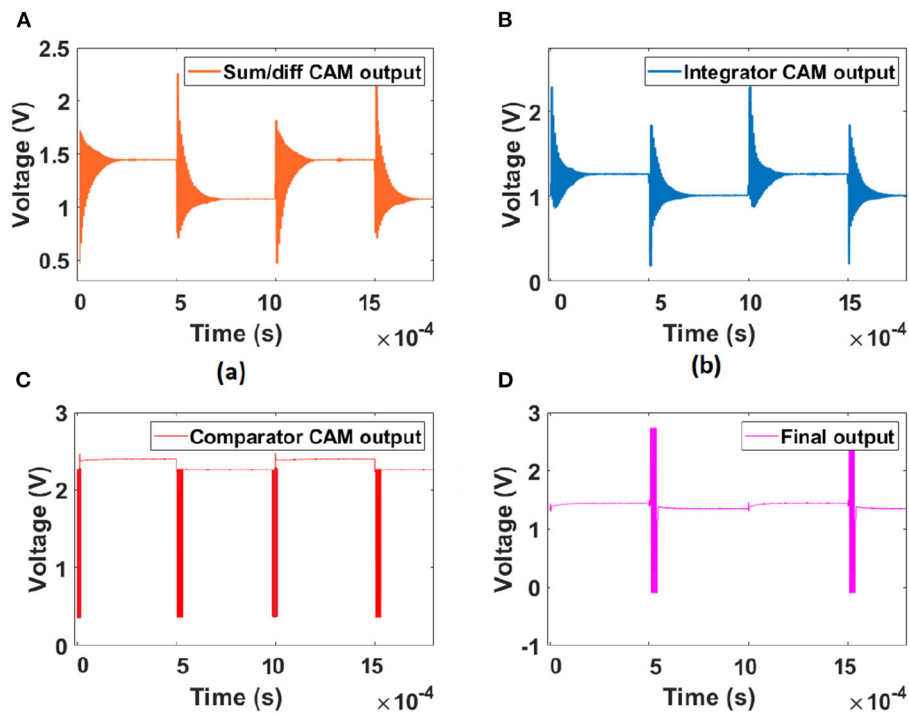 A
B
2.5
2
1.5
1
0.5
Voltage (V)
Sum/diff CAM output
0 5 10 15
Time (s)
×10-4
(a)
2
1
0
Voltage (V)
Integrator CAM output
0 5 10 15
Time (s)
×10-4
(b)
C
D
3
2
1
0
Voltage (V)
Comparator CAM output
0 5 10 15
Time (s)
×10-4
3
2
1
0
-1
Voltage (V)
Final output
0 5 10 15
Time (s)
×10-4